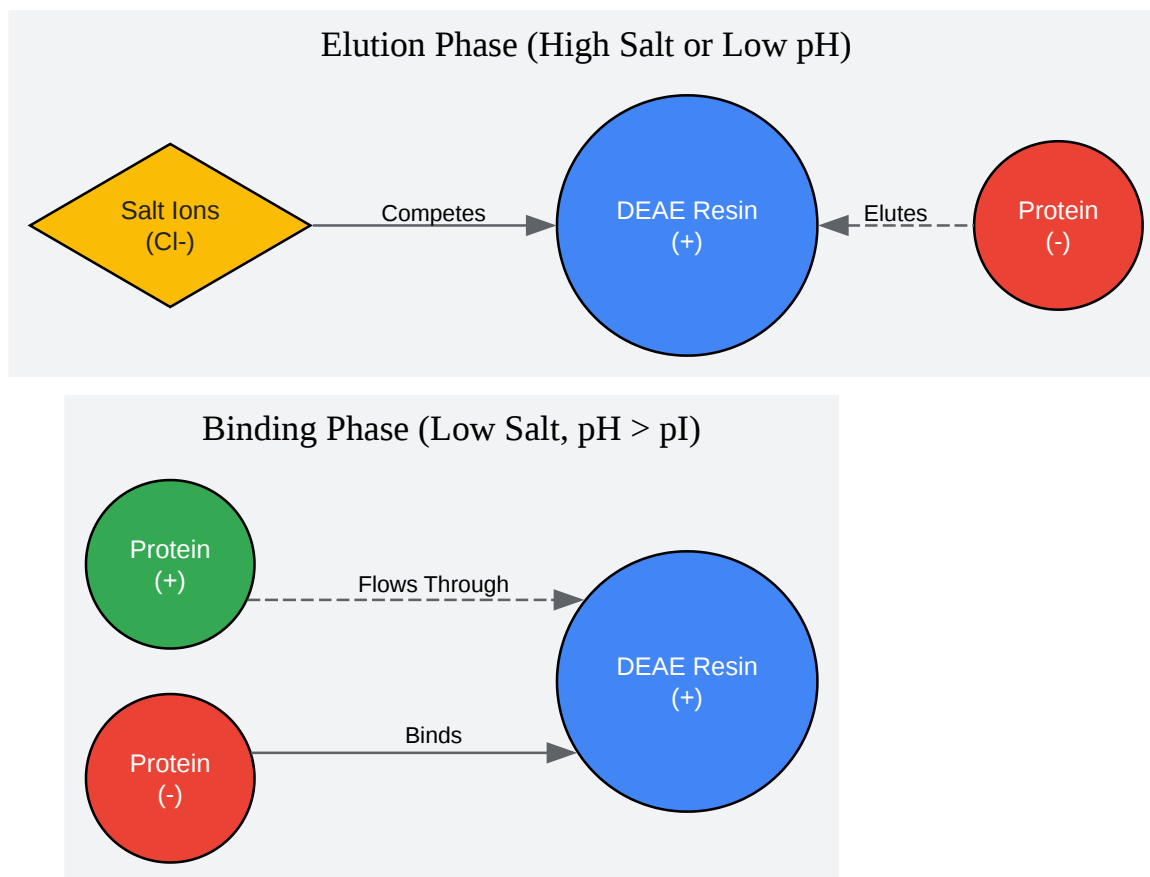 Elution Phase (High Salt or Low pH)
Salt Ions
(Cl-)
Competes
DEAE Resin
(+)
Elutes
Protein
(-)
Binding Phase (Low Salt, pH > pI)
Protein
(+)
Flows Through
DEAE Resin
(+)
Protein
(-)
Binds